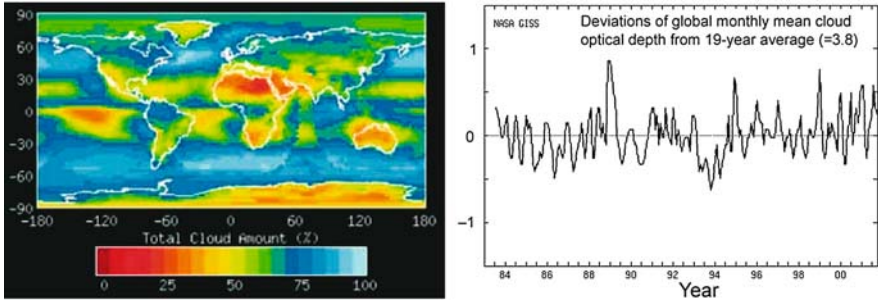 90
60
30
0
-30
-60
-90
-180 -120 -60 0 60 120 180
Total Cloud Amount (%)
0 25 50 75 100
NASA GISS
Deviations of global monthly mean cloud
optical depth from 19-year average (=3.8)
1
0
-1
84 86 88 90 92 94 96 98 00
Year